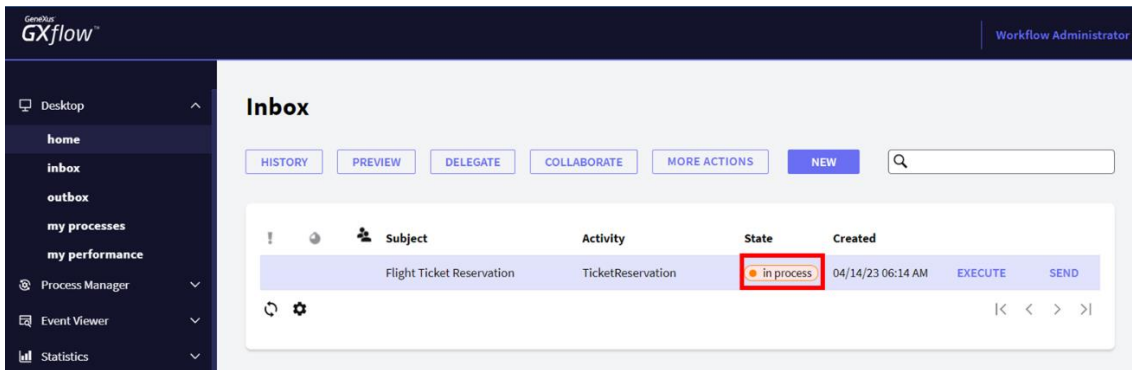 GeneXus
GXflow™
Workflow Administrator
Desktop
home
inbox
outbox
my processes
my performance
Process Manager
Event Viewer
Statistics
Inbox
HISTORY PREVIEW DELEGATE COLLABORATE MORE ACTIONS NEW
! Subject Activity State Created
Flight Ticket Reservation TicketReservation in process 04/14/23 06:14 AM EXECUTE SEND